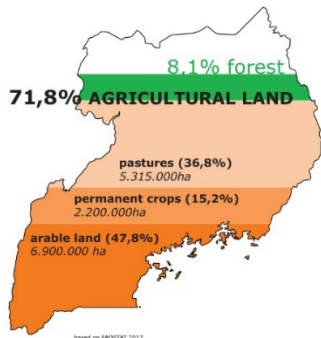 8,1% forest
71,8% AGRICULTURAL LAND
pastures (36,8%)
5.315.000ha
permanent crops (15,2%)
2.200.000ha
arable land (47,8%)
6.900.000 ha
based on FAOSTAT 2012